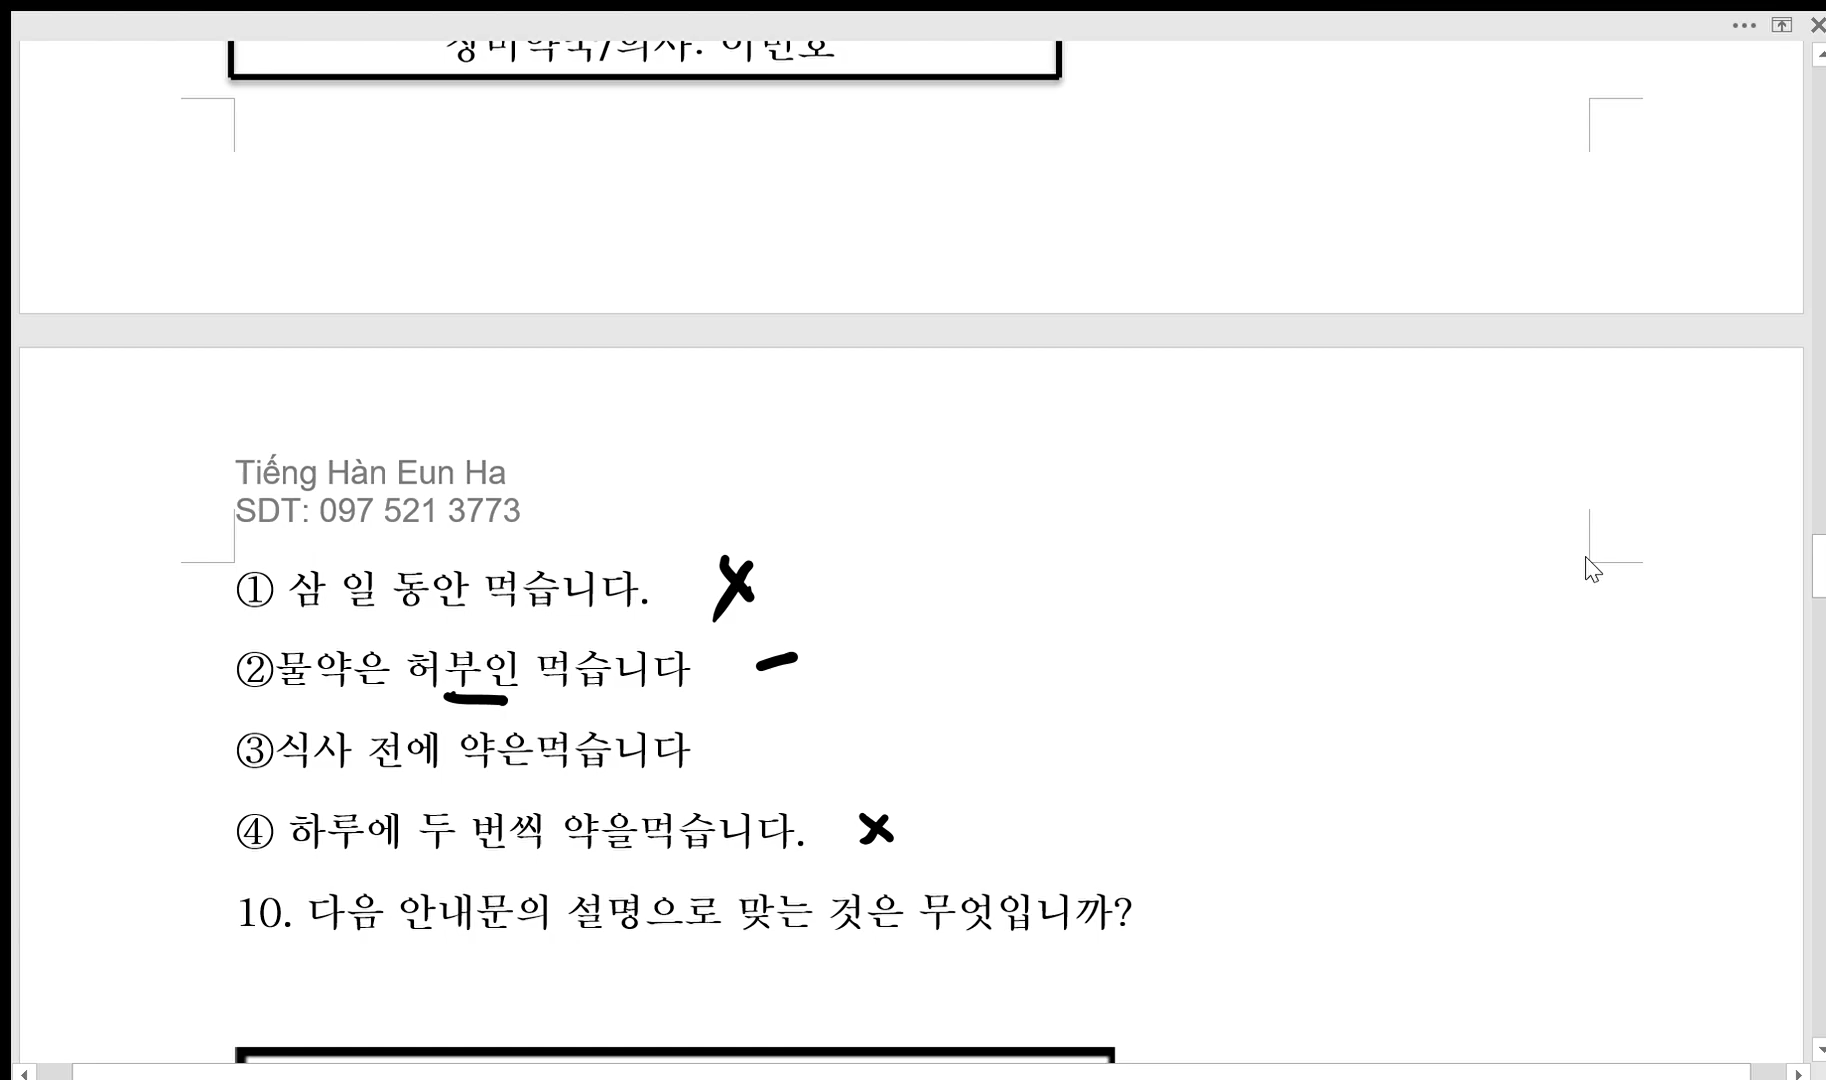 Tiếng Hàn Eun Ha
SDT: 097 521 3773
① 삼 일 동안 먹습니다.
②물약은 허부인 먹습니다
③식사 전에 약은먹습니다
④ 하루에 두 번씩 약을먹습니다.
10. 다음 안내문의 설명으로 맞는 것은 무엇입니까?